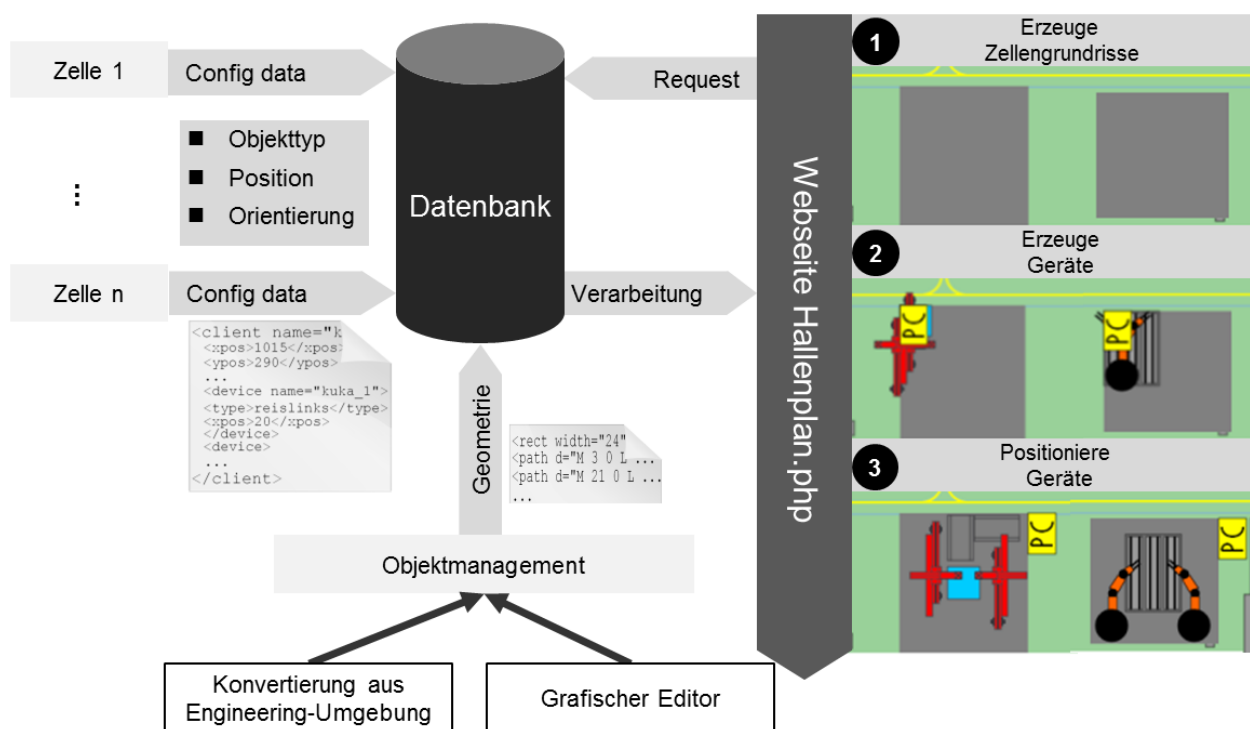 Zelle 1
Config data
Objekttyp
Position
Orientierung
...
Zelle n
Config data
<client name="k
<xpos>1015</xpos>
<ypos>290</ypos>
...
<device name="kuka_1">
<type>reislinks</type>
<xpos>20</xpos>
</device>
<device>
...
</client>
Datenbank
Request
Verarbeitung
Geometrie
<rect width="24"
<path d="M 3 0 L ...
<path d="M 21 0 L ...
...
Objektmanagement
Konvertierung aus
Engineering-Umgebung
Grafischer Editor
Webseite Hallenplan.php
1
Erzeuge
Zellengrundrisse
2
Erzeuge
Geräte
PC
PC
3
Positioniere
Geräte
PC
PC